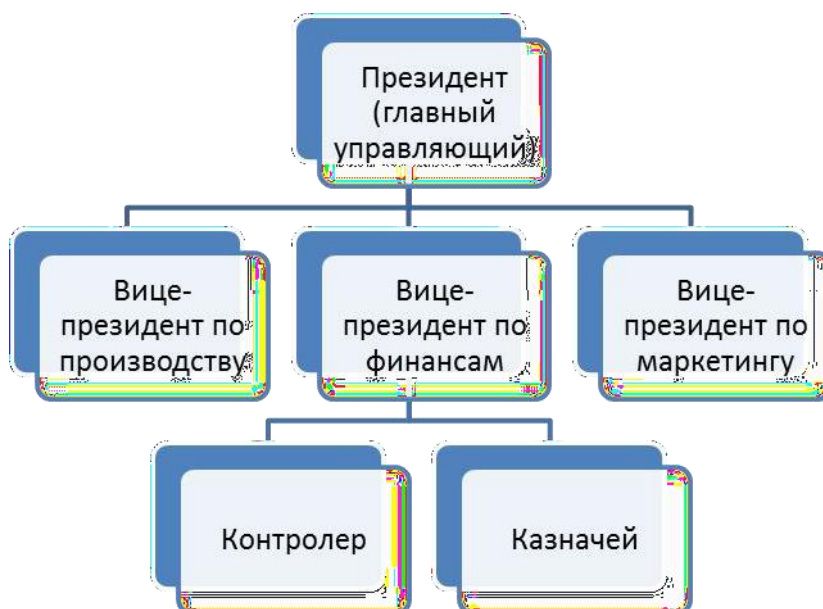 Президент
(главный
управляющий)
Вице-
президент по
производству
Вице-
президент по
финансам
Вице-
президент по
маркетингу
Контролер
Казначей